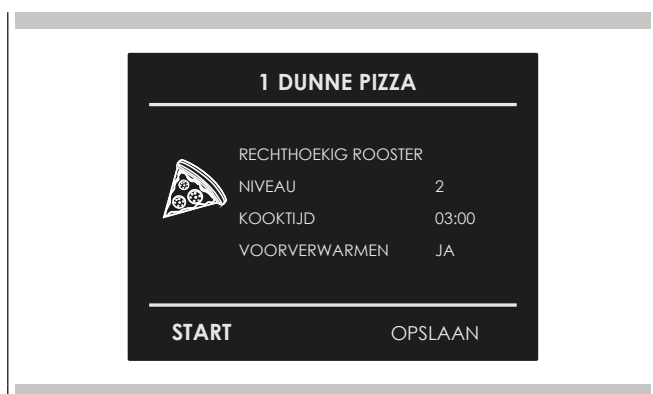 1 DUNNE PIZZA
RECHTHOEKIG ROOSTER
NIVEAU 2
KOOKTIJD 03:00
VOORVERWARMEN JA
START OPSLAAN